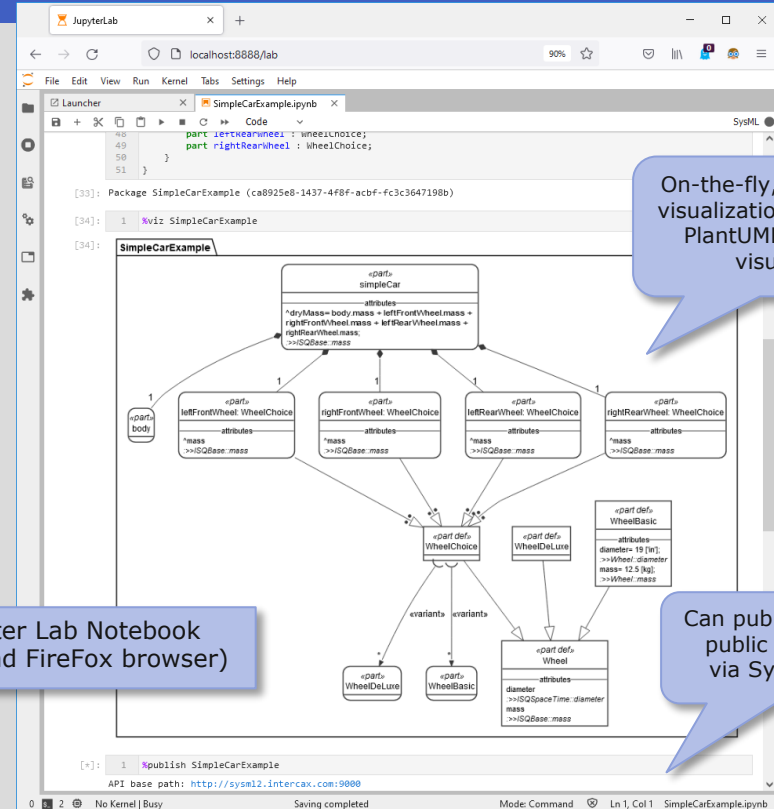 JupyterLab
localhost:8888/lab
90%
File Edit View Run Kernel Tabs Settings Help
Launcher
SimpleCarExample.ipynb
Code
SysML
48 part leftRearWheel : WheelChoice;
49 part rightRearWheel : WheelChoice;
50 }
51 }
[33]: Package SimpleCarExample (ca8925e8-1437-4f8f-acbf-fc3c3647198b)
[34]: 1 %viz SimpleCarExample
[34]:
SimpleCarExample
«part»
simpleCar
attributes
^dryMass= body.mass + leftFrontWheel.mass +
rightFrontWheel.mass + leftRearWheel.mass +
rightRearWheel.mass;
:>>ISQBase::mass
1 1 1 1 1
«part»
body
«part»
leftFrontWheel: WheelChoice
attributes
^mass
:>>ISQBase::mass
«part»
rightFrontWheel: WheelChoice
attributes
^mass
:>>ISQBase::mass
«part»
leftRearWheel: WheelChoice
attributes
^mass
:>>ISQBase::mass
«part»
rightRearWheel: WheelChoice
attributes
^mass
:>>ISQBase::mass
«part def»
WheelChoice
«part def»
WheelDeLuxe
«part def»
WheelBasic
attributes
diameter= 19 ['in'];
:>>Wheel::diameter
mass= 12.5 [kg];
:>>Wheel::mass
«variant» «variant»
* *
«part»
WheelDeLuxe
«part»
WheelBasic
«part def»
Wheel
attributes
diameter
:>>ISQSpaceTime::diameter
mass
:>>ISQBase::mass
On-the-fly,
visualizatio
PlantUM
visu
ter Lab Notebook
nd FireFox browser)
Can pub
public
via Sy
[*]: 1 %publish SimpleCarExample
API base path: http://sysml2.intercax.com:9000
0 2 No Kernel | Busy Saving completed Mode: Command Ln 1, Col 1 SimpleCarExample.ipynb